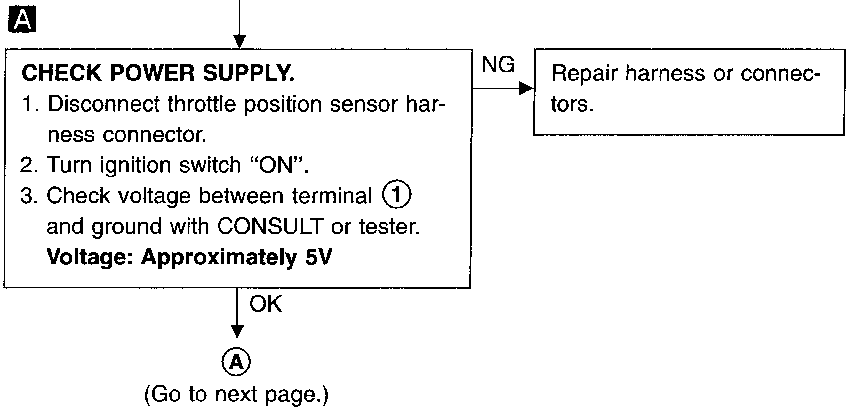 A
CHECK POWER SUPPLY.
1. Disconnect throttle position sensor har-
ness connector.
2. Turn ignition switch “ON”.
3. Check voltage between terminal ①
and ground with CONSULT or tester.
Voltage: Approximately 5V
NG
Repair harness or connec-
tors.
OK
Ⓐ
(Go to next page.)